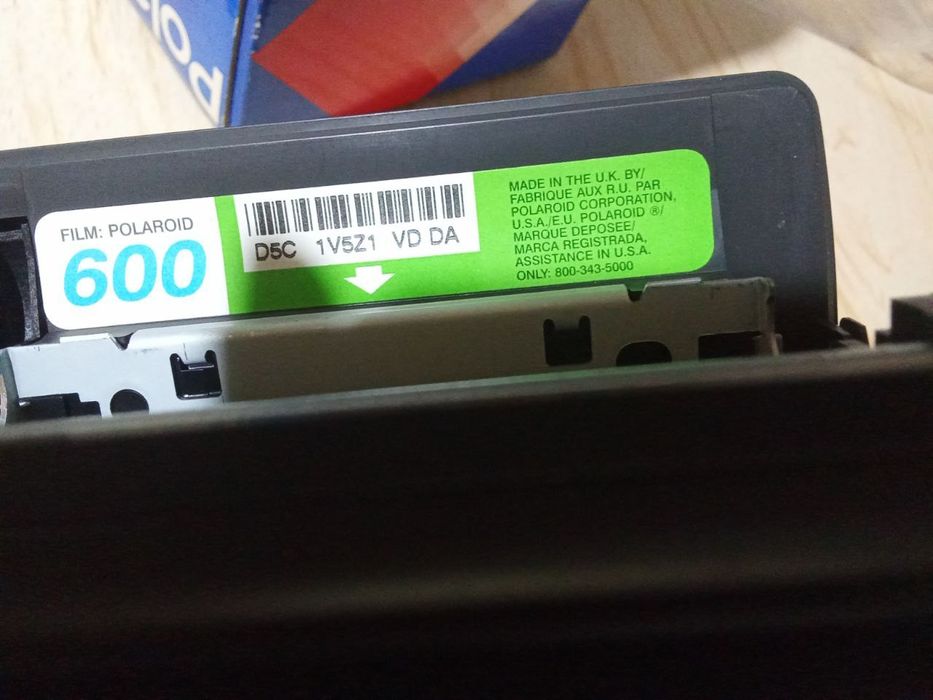 POL
FILM: POLAROID
600
D5C 1V5Z1 VD DA
MADE IN THE U.K. BY/
FABRIQUE AUX R.U. PAR
POLAROID CORPORATION,
U.S.A./E.U. POLAROID ®/
MARQUE DEPOSEE/
MARCA REGISTRADA,
ASSISTANCE IN U.S.A.
ONLY: 800-343-5000